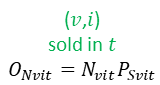 (v,i)
sold in t
O_{Nvit} = N_{vit} P_{Svit}